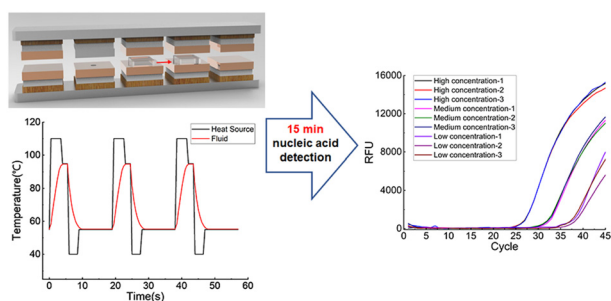 120
100
80
60
40
Temperature(℃)
Heat Source
Fluid
0 10 20 30 40 50 60
Time(s)
15 min
nucleic acid
detection
16000
12000
8000
4000
0
RFU
High concentration-1
High concentration-2
High concentration-3
Medium concentration-1
Medium concentration-2
Medium concentration-3
Low concentration-1
Low concentration-2
Low concentration-3
0 5 10 15 20 25 30 35 40 45
Cycle